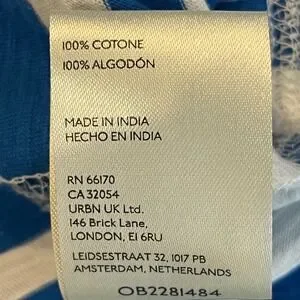 100% COTONE
100% ALGODÓN
MADE IN INDIA
HECHO EN INDIA
RN 66170
CA 32054
URBN UK Ltd.
146 Brick Lane,
LONDON, E1 6RU
LEIDSESTRAAT 32, 1017 PB
AMSTERDAM, NETHERLANDS
OB2281484